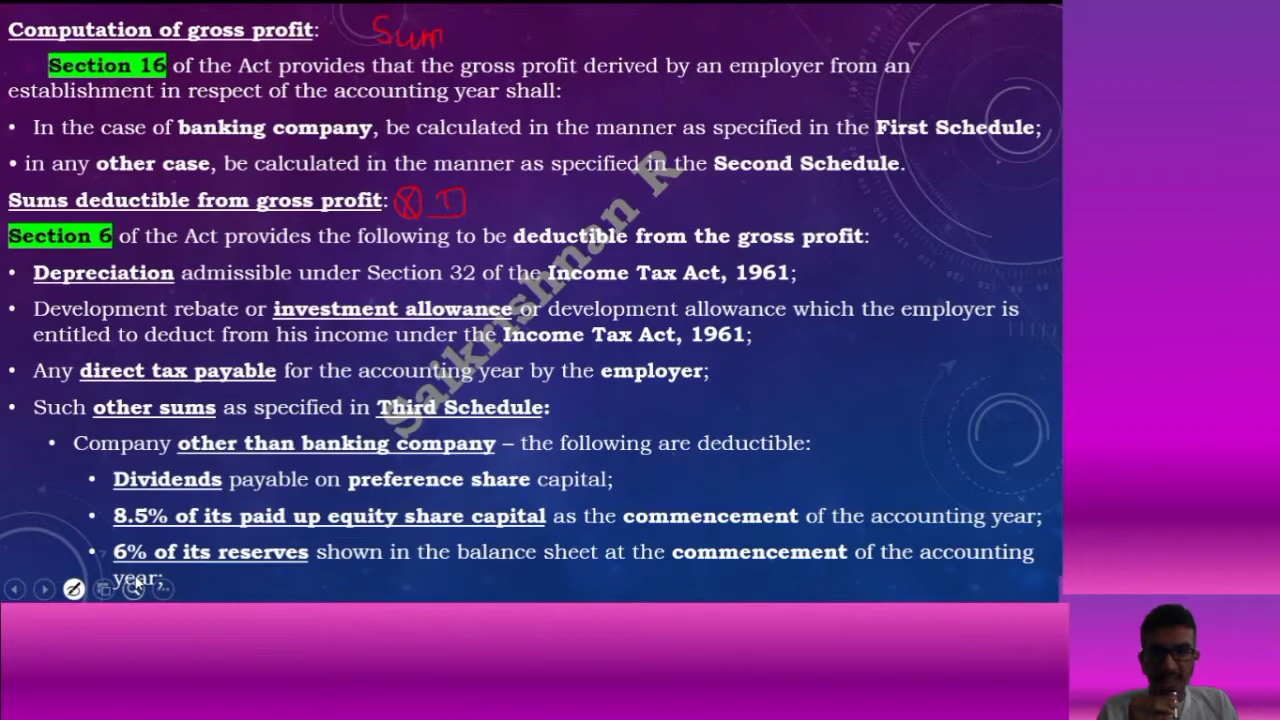 Computation of gross profit:
Sum
Section 16 of the Act provides that the gross profit derived by an employer from an
establishment in respect of the accounting year shall:
• In the case of banking company, be calculated in the manner as specified in the First Schedule;
• in any other case, be calculated in the manner as specified in the Second Schedule.
Sums deductible from gross profit:
Section 6 of the Act provides the following to be deductible from the gross profit:
• Depreciation admissible under Section 32 of the Income Tax Act, 1961;
• Development rebate or investment allowance or development allowance which the employer is
entitled to deduct from his income under the Income Tax Act, 1961;
• Any direct tax payable for the accounting year by the employer;
• Such other sums as specified in Third Schedule:
• Company other than banking company – the following are deductible:
• Dividends payable on preference share capital;
• 8.5% of its paid up equity share capital as the commencement of the accounting year;
• 6% of its reserves shown in the balance sheet at the commencement of the accounting
year;
Saikrishnan R